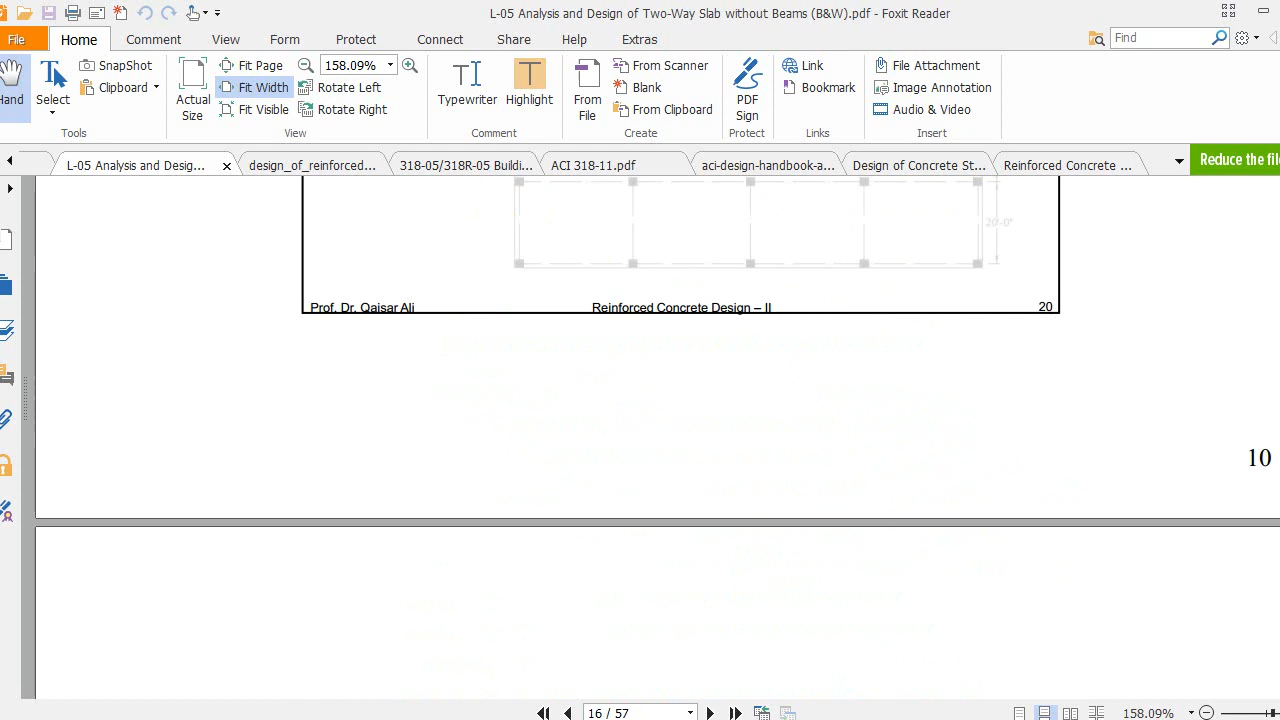 L-05 Analysis and Design of Two-Way Slab without Beams (B&W).pdf - Foxit Reader
File Home Comment View Form Protect Connect Share Help Extras Find
Hand
Select
SnapShot
Clipboard
Tools
Actual Size
Fit Page
Fit Width
Fit Visible
158.09%
Rotate Left
Rotate Right
View
Typewriter
Highlight
Comment
From File
From Scanner
Blank
From Clipboard
Create
PDF Sign
Protect
Link
Bookmark
Links
File Attachment
Image Annotation
Audio & Video
Insert
L-05 Analysis and Desig... design_of_reinforced... 318-05/318R-05 Buildi... ACI 318-11.pdf aci-design-handbook-a... Design of Concrete St... Reinforced Concrete ... Reduce the fil
20'-0"
Prof. Dr. Qaisar Ali Reinforced Concrete Design – II 20
10
16 / 57 158.09%